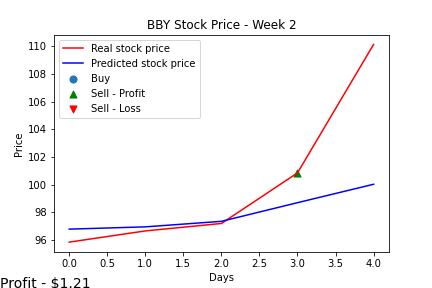 BBY Stock Price - Week 2
Real stock price
Predicted stock price
Buy
Sell - Profit
Sell - Loss
Price
110
108
106
104
102
100
98
96
0.0 0.5 1.0 1.5 2.0 2.5 3.0 3.5 4.0
Days
Profit - $1.21